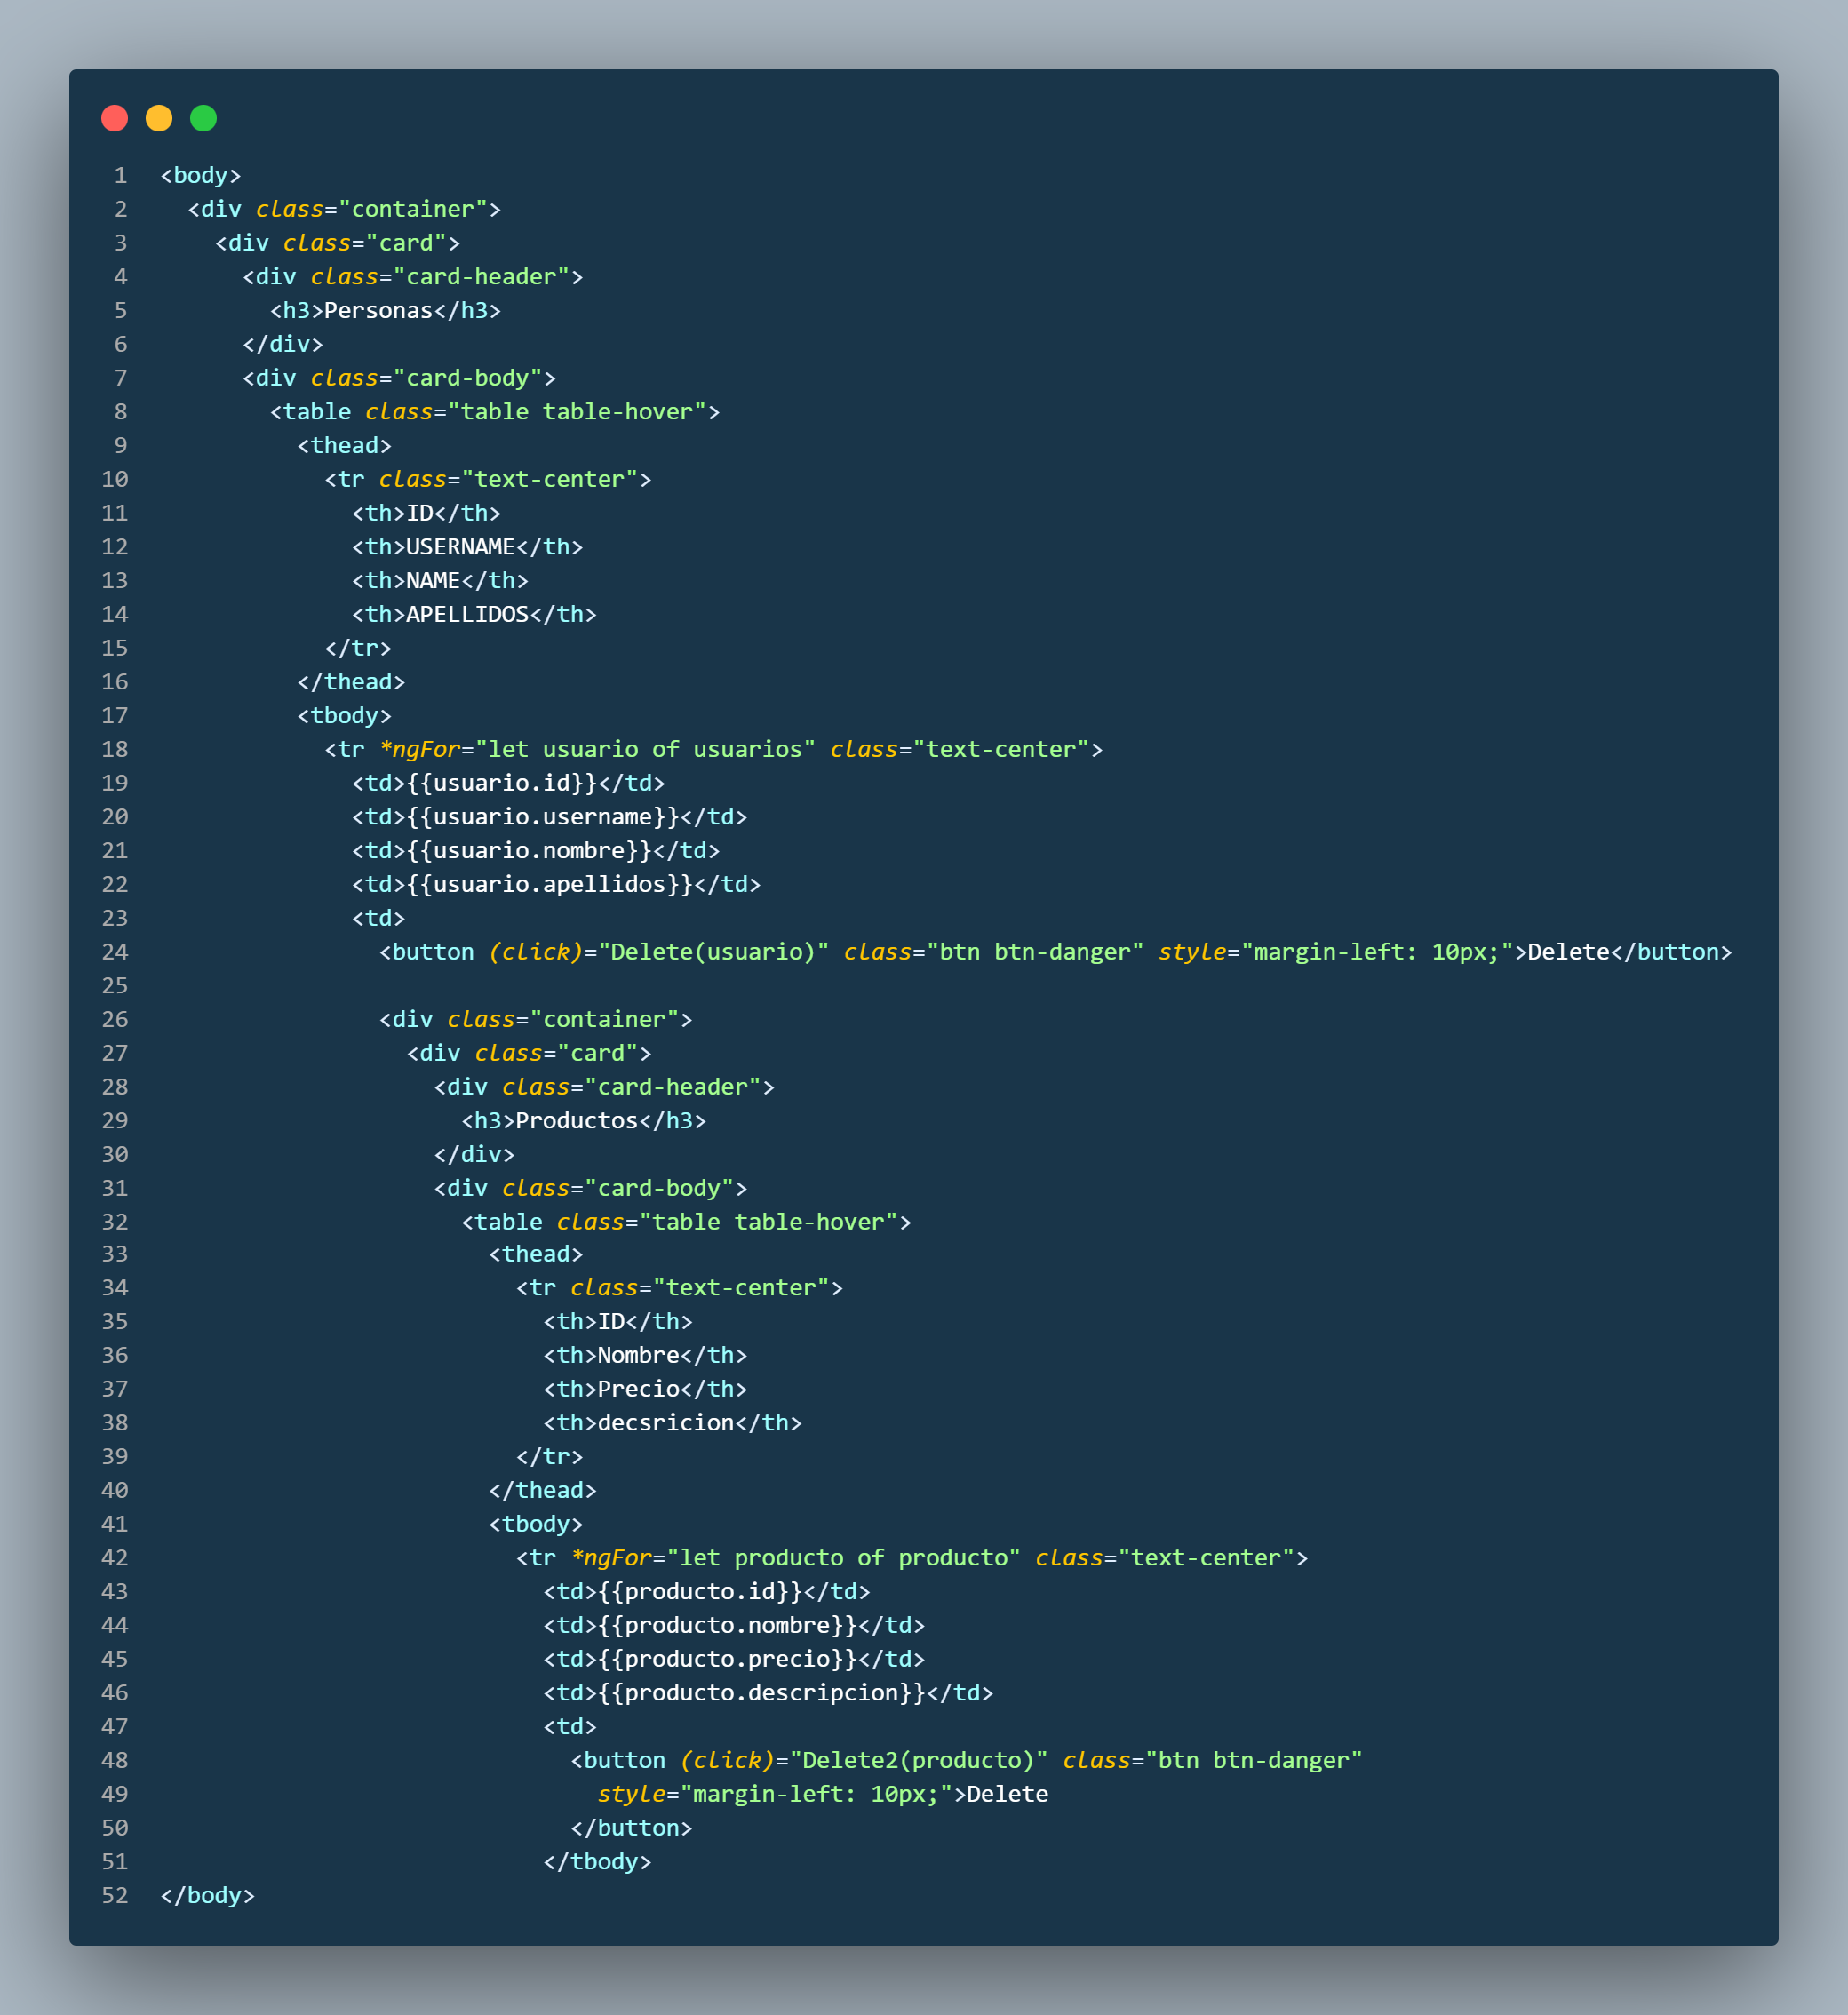 1 <body>
2   <div class="container">
3     <div class="card">
4       <div class="card-header">
5         <h3>Personas</h3>
6       </div>
7       <div class="card-body">
8         <table class="table table-hover">
9           <thead>
10             <tr class="text-center">
11               <th>ID</th>
12               <th>USERNAME</th>
13               <th>NAME</th>
14               <th>APELLIDOS</th>
15             </tr>
16           </thead>
17           <tbody>
18             <tr *ngFor="let usuario of usuarios" class="text-center">
19               <td>{{usuario.id}}</td>
20               <td>{{usuario.username}}</td>
21               <td>{{usuario.nombre}}</td>
22               <td>{{usuario.apellidos}}</td>
23               <td>
24                 <button (click)="Delete(usuario)" class="btn btn-danger" style="margin-left: 10px;">Delete</button>
25
26                 <div class="container">
27                   <div class="card">
28                     <div class="card-header">
29                       <h3>Productos</h3>
30                     </div>
31                     <div class="card-body">
32                       <table class="table table-hover">
33                         <thead>
34                           <tr class="text-center">
35                             <th>ID</th>
36                             <th>Nombre</th>
37                             <th>Precio</th>
38                             <th>decsricion</th>
39                           </tr>
40                         </thead>
41                         <tbody>
42                           <tr *ngFor="let producto of producto" class="text-center">
43                             <td>{{producto.id}}</td>
44                             <td>{{producto.nombre}}</td>
45                             <td>{{producto.precio}}</td>
46                             <td>{{producto.descripcion}}</td>
47                             <td>
48                               <button (click)="Delete2(producto)" class="btn btn-danger"
49                                 style="margin-left: 10px;">Delete
50                               </button>
51                             </tbody>
52 </body>